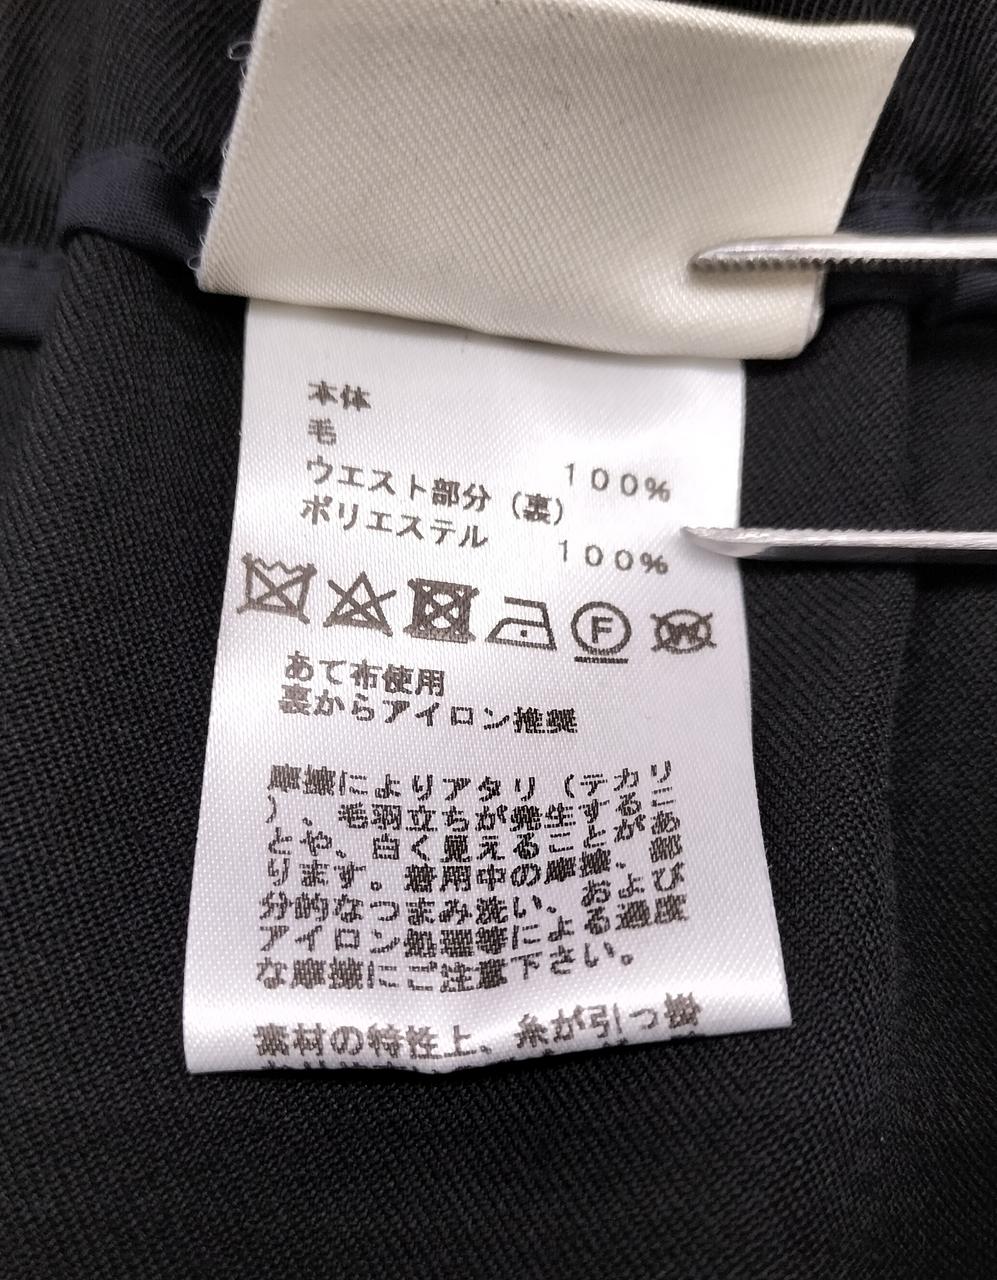 本体
毛
100%
ウエスト部分（裏）
ポリエステル 100%
F
W
あて布使用
裏からアイロン推奨
摩擦によりアタリ（テカリ
）、毛羽立ちが発生するこ
とや、白く見えることがあ
ります。着用中の摩擦、部
分的なつまみ洗い、および
アイロン処理等による過度
な摩擦にご注意下さい。
素材の特性上、糸が引っ掛